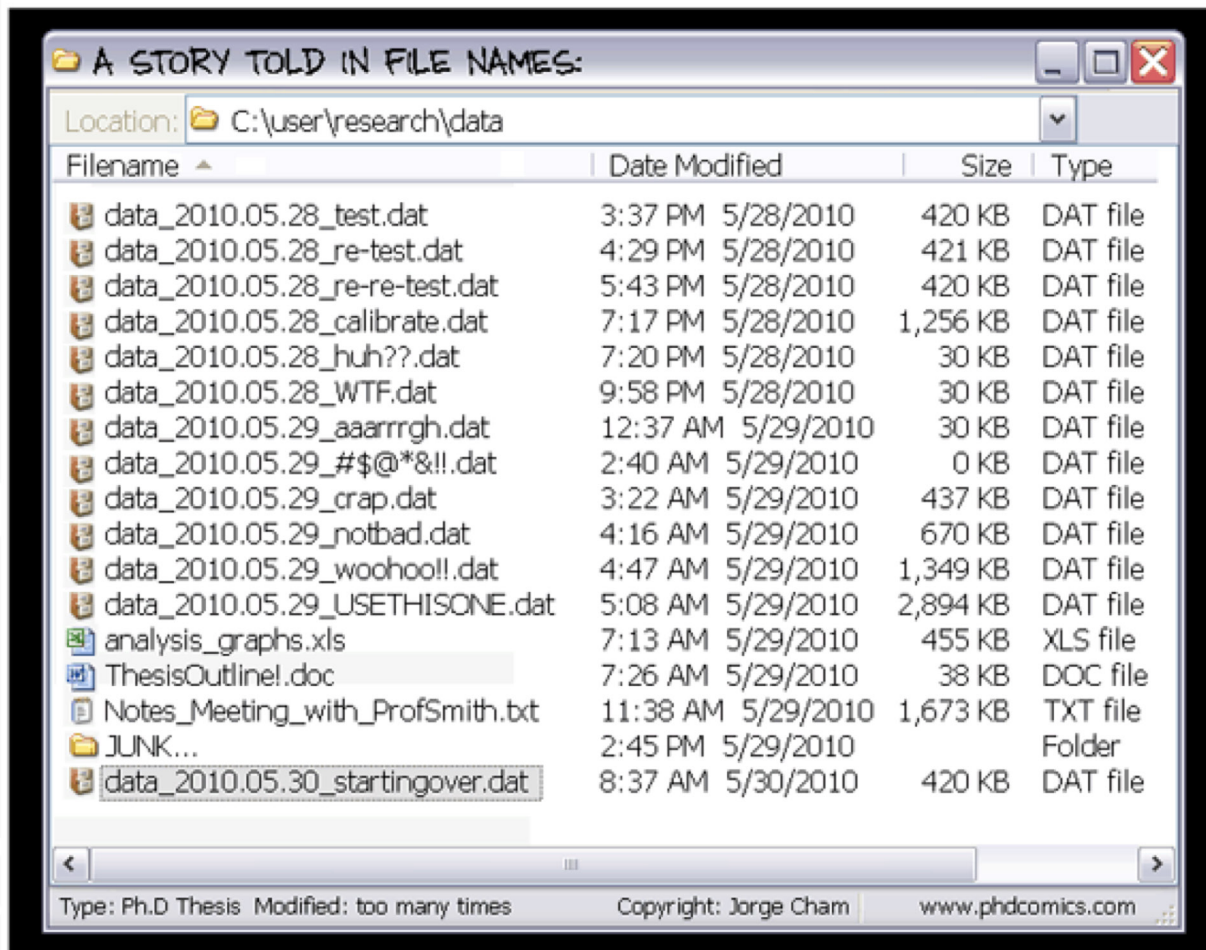 A STORY TOLD IN FILE NAMES:
Location: C:\user\research\data
Filename Date Modified Size Type
data_2010.05.28_test.dat 3:37 PM 5/28/2010 420 KB DAT file
data_2010.05.28_re-test.dat 4:29 PM 5/28/2010 421 KB DAT file
data_2010.05.28_re-re-test.dat 5:43 PM 5/28/2010 420 KB DAT file
data_2010.05.28_calibrate.dat 7:17 PM 5/28/2010 1,256 KB DAT file
data_2010.05.28_huh??.dat 7:20 PM 5/28/2010 30 KB DAT file
data_2010.05.28_WTF.dat 9:58 PM 5/28/2010 30 KB DAT file
data_2010.05.29_aaarrrgh.dat 12:37 AM 5/29/2010 30 KB DAT file
data_2010.05.29_#$@*&!!.dat 2:40 AM 5/29/2010 0 KB DAT file
data_2010.05.29_crap.dat 3:22 AM 5/29/2010 437 KB DAT file
data_2010.05.29_notbad.dat 4:16 AM 5/29/2010 670 KB DAT file
data_2010.05.29_woohoo!!.dat 4:47 AM 5/29/2010 1,349 KB DAT file
data_2010.05.29_USETHISONE.dat 5:08 AM 5/29/2010 2,894 KB DAT file
analysis_graphs.xls 7:13 AM 5/29/2010 455 KB XLS file
ThesisOutline!.doc 7:26 AM 5/29/2010 38 KB DOC file
Notes_Meeting_with_ProfSmith.txt 11:38 AM 5/29/2010 1,673 KB TXT file
JUNK... 2:45 PM 5/29/2010 Folder
data_2010.05.30_startingover.dat 8:37 AM 5/30/2010 420 KB DAT file
Type: Ph.D Thesis Modified: too many times Copyright: Jorge Cham www.phdcomics.com